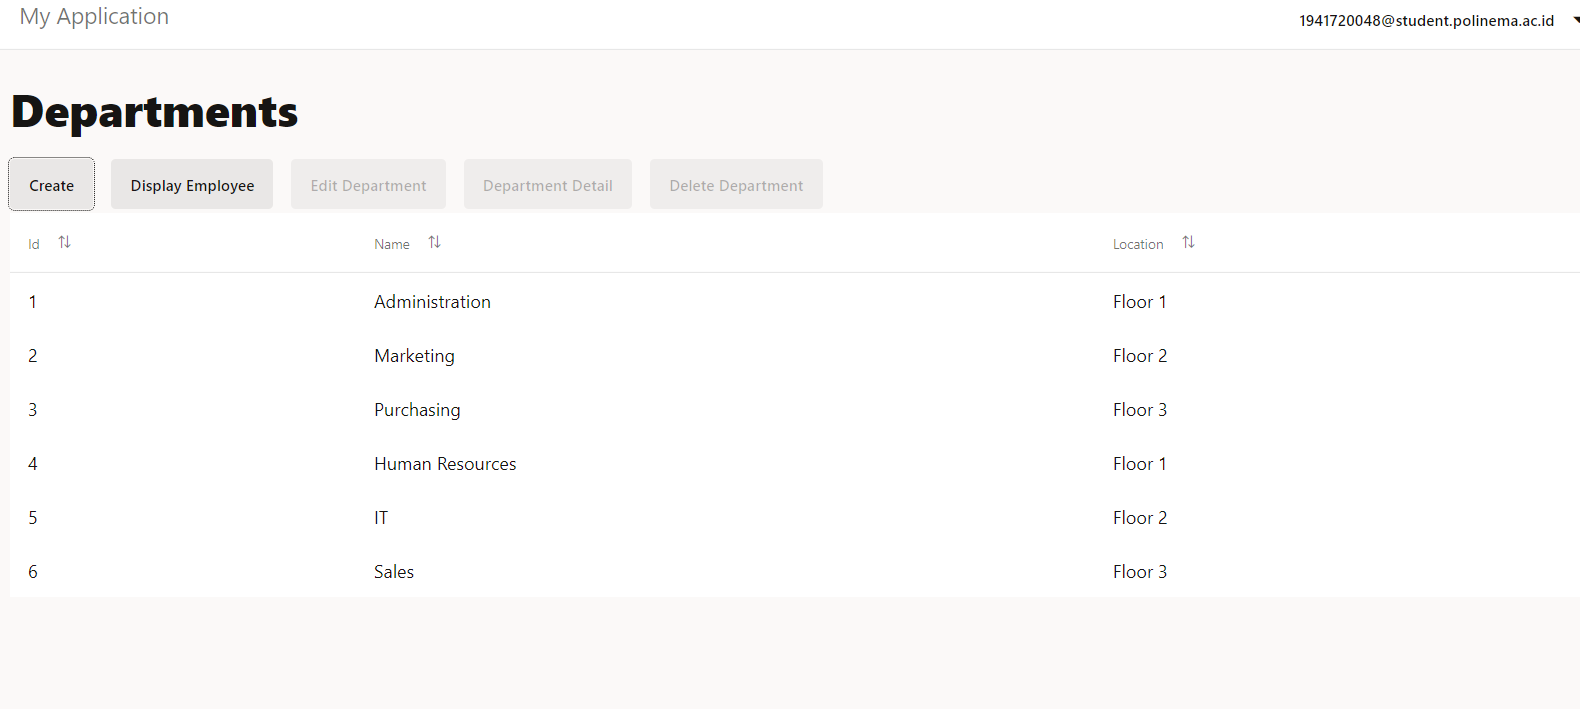 My Application
1941720048@student.polinema.ac.id
Departments
Create Display Employee Edit Department Department Detail Delete Department
Id Name Location
1 Administration Floor 1
2 Marketing Floor 2
3 Purchasing Floor 3
4 Human Resources Floor 1
5 IT Floor 2
6 Sales Floor 3